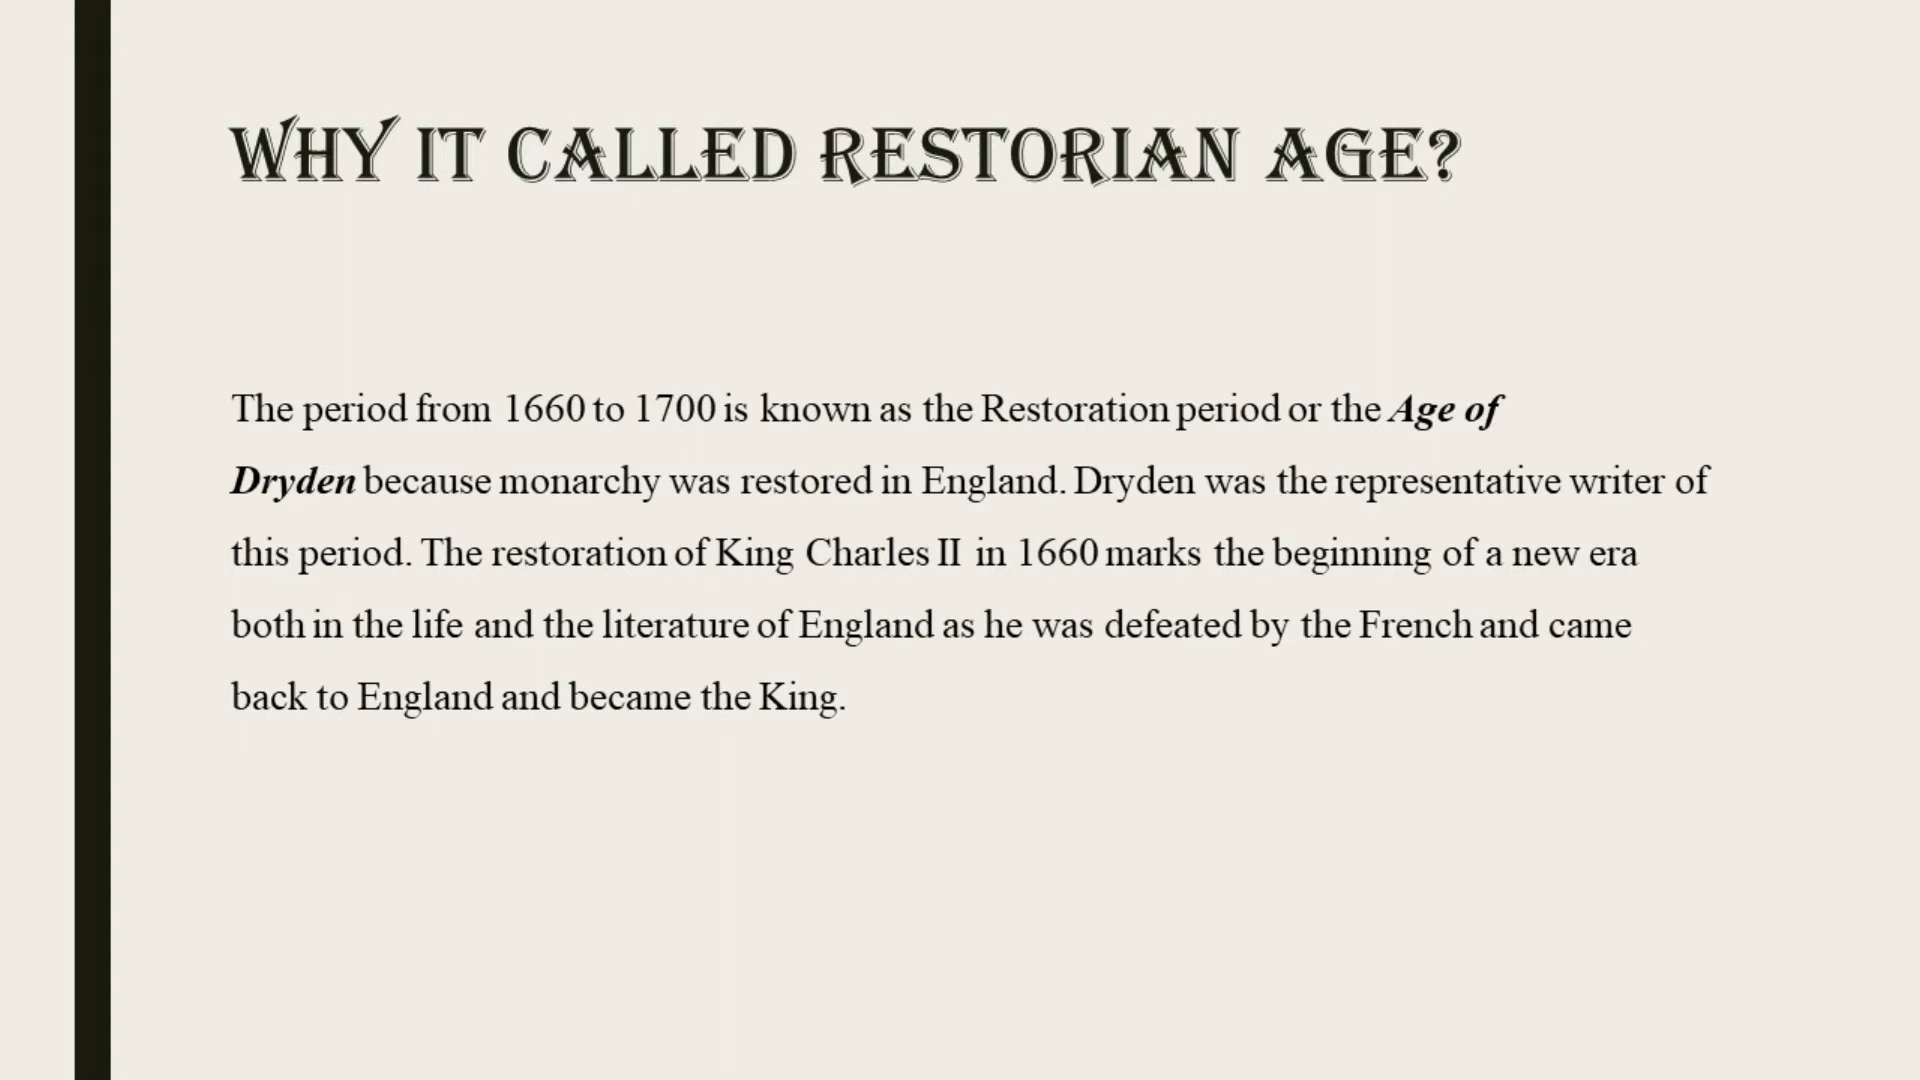 WHY IT CALLED RESTORIAN AGE?
The period from 1660 to 1700 is known as the Restoration period or the Age of
Dryden because monarchy was restored in England. Dryden was the representative writer of
this period. The restoration of King Charles II in 1660 marks the beginning of a new era
both in the life and the literature of England as he was defeated by the French and came
back to England and became the King.